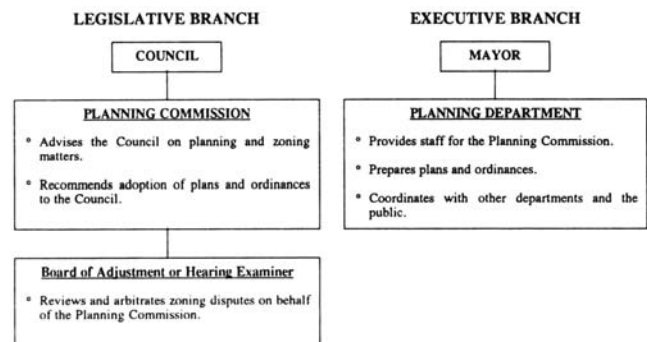 LEGISLATIVE BRANCH
COUNCIL
PLANNING COMMISSION
° Advises the Council on planning and zoning
matters.
° Recommends adoption of plans and ordinances
to the Council.
Board of Adjustment or Hearing Examiner
° Reviews and arbitrates zoning disputes on behalf
of the Planning Commission.
EXECUTIVE BRANCH
MAYOR
PLANNING DEPARTMENT
° Provides staff for the Planning Commission.
° Prepares plans and ordinances.
° Coordinates with other departments and the
public.